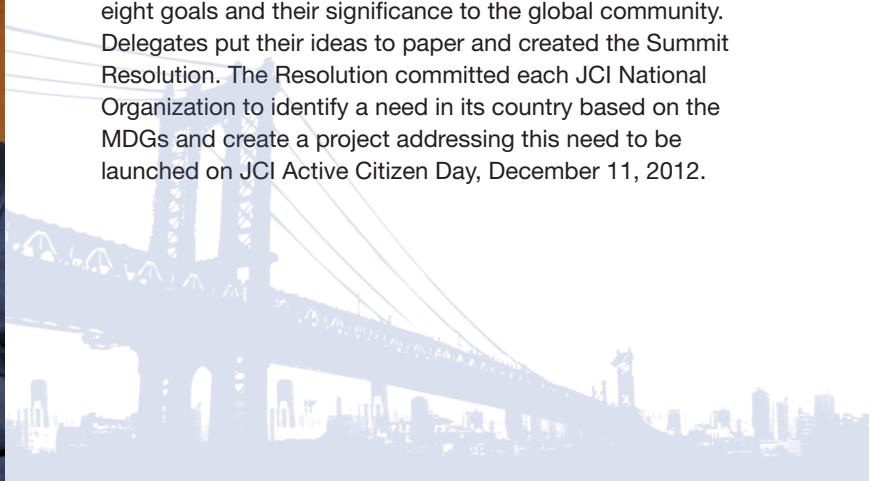 eight goals and their significance to the global community.
Delegates put their ideas to paper and created the Summit
Resolution. The Resolution committed each JCI National
Organization to identify a need in its country based on the
MDGs and create a project addressing this need to be
launched on JCI Active Citizen Day, December 11, 2012.